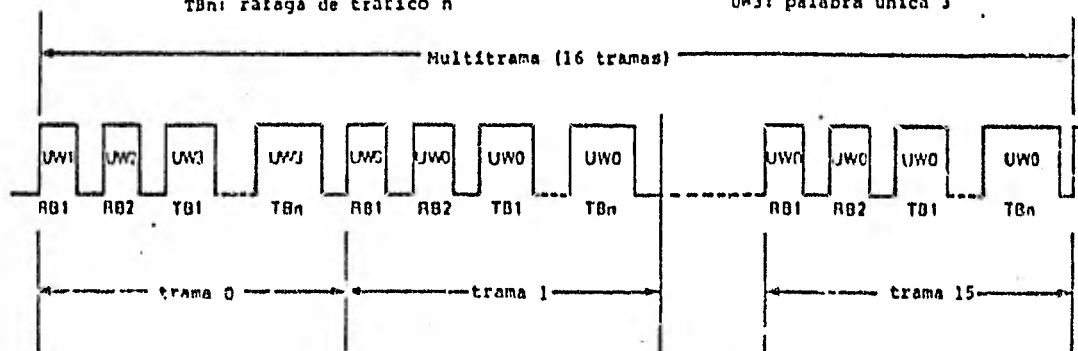 TBn: ráfaga de tráfico n
UW3: palabra única 3
Multitrama (16 tramas)
UW1 UW2 UW3 UW3 UW0 UW0 UW0 UW0 UW0 UW0 UW0 UW0
RB1 RB2 TB1 TBn RB1 RB2 TB1 TBn RB1 RB2 TB1 TBn
trama 0 trama 1 trama 15